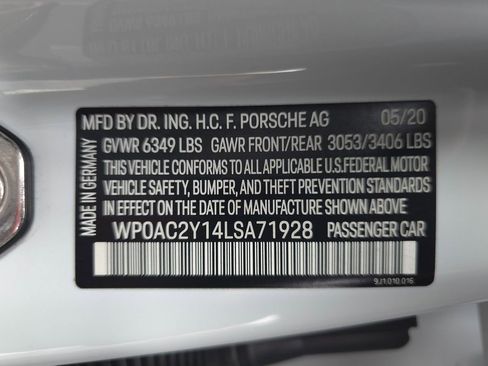 MFD BY DR. ING. H.C. F. PORSCHE AG 05/20
GVWR 6349 LBS GAWR FRONT/REAR 3053/3406 LBS
THIS VEHICLE CONFORMS TO ALL APPLICABLE U.S. FEDERAL MOTOR
VEHICLE SAFETY, BUMPER, AND THEFT PREVENTION STANDARDS
IN EFFECT ON THE DATE OF MANUFACTURE SHOWN ABOVE
WP0AC2Y14LSA71928 PASSENGER CAR
9J1.010.016
MADE IN GERMANY